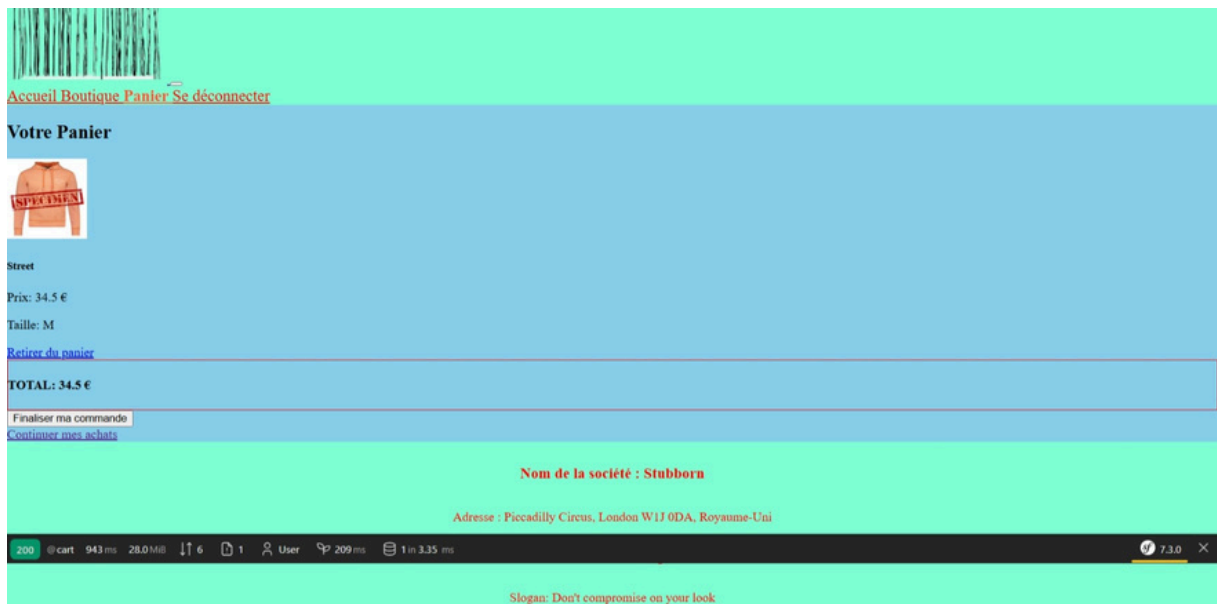 Accueil Boutique Panier Se déconnecter
Votre Panier
SPECIMEN
Street
Prix: 34.5 €
Taille: M
Retirer du panier
TOTAL: 34.5 €
Finaliser ma commande
Continuer mes achats
Nom de la société : Stubborn
Adresse : Piccadilly Circus, London W1J 0DA, Royaume-Uni
200 @cart 943 ms 28.0 MiB 6 1 User 209 ms 1 in 3.35 ms sf 7.3.0
Slogan: Don't compromise on your look